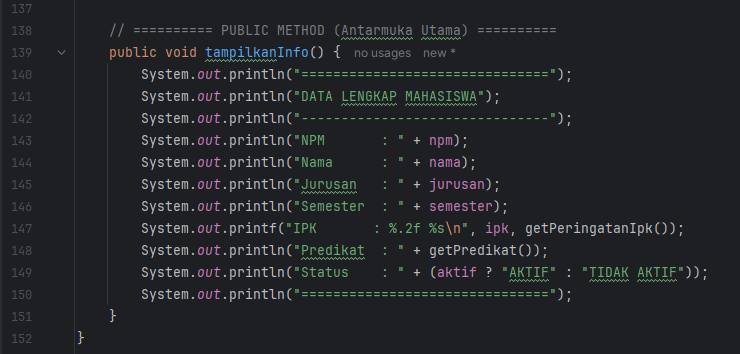 137
138 // ========== PUBLIC METHOD (Antarmuka Utama) ==========
139 public void tampilkanInfo() { no usages new *
140 System.out.println("===============================");
141 System.out.println("DATA LENGKAP MAHASISWA");
142 System.out.println("-------------------------------");
143 System.out.println("NPM       : " + npm);
144 System.out.println("Nama      : " + nama);
145 System.out.println("Jurusan   : " + jurusan);
146 System.out.println("Semester  : " + semester);
147 System.out.printf("IPK       : %.2f %s\n", ipk, getPeringatanIpk());
148 System.out.println("Predikat  : " + getPredikat());
149 System.out.println("Status    : " + (aktif ? "AKTIF" : "TIDAK AKTIF"));
150 System.out.println("===============================");
151 }
152 }